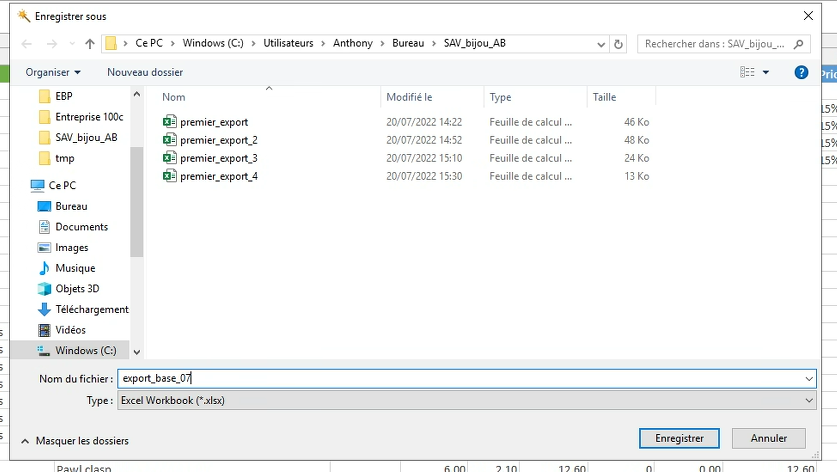 Enregistrer sous
Ce PC > Windows (C:) > Utilisateurs > Anthony > Bureau > SAV_bijou_AB
Rechercher dans : SAV_bijou_...
Organiser
Nouveau dossier
EBP
Entreprise 100c
SAV_bijou_AB
tmp
Ce PC
Bureau
Documents
Images
Musique
Objets 3D
Téléchargement
Vidéos
Windows (C:)
Nom Modifié le Type Taille
premier_export 20/07/2022 14:22 Feuille de calcul ... 46 Ko
premier_export_2 20/07/2022 14:52 Feuille de calcul ... 48 Ko
premier_export_3 20/07/2022 15:10 Feuille de calcul ... 24 Ko
premier_export_4 20/07/2022 15:30 Feuille de calcul ... 13 Ko
15%
15%
15%
15%
Nom du fichier : export_base_07
Type : Excel Workbook (*.xlsx)
Masquer les dossiers
Enregistrer
Annuler
Pawl clasp 6.00 2.10 12.60 0 0.00 12.60